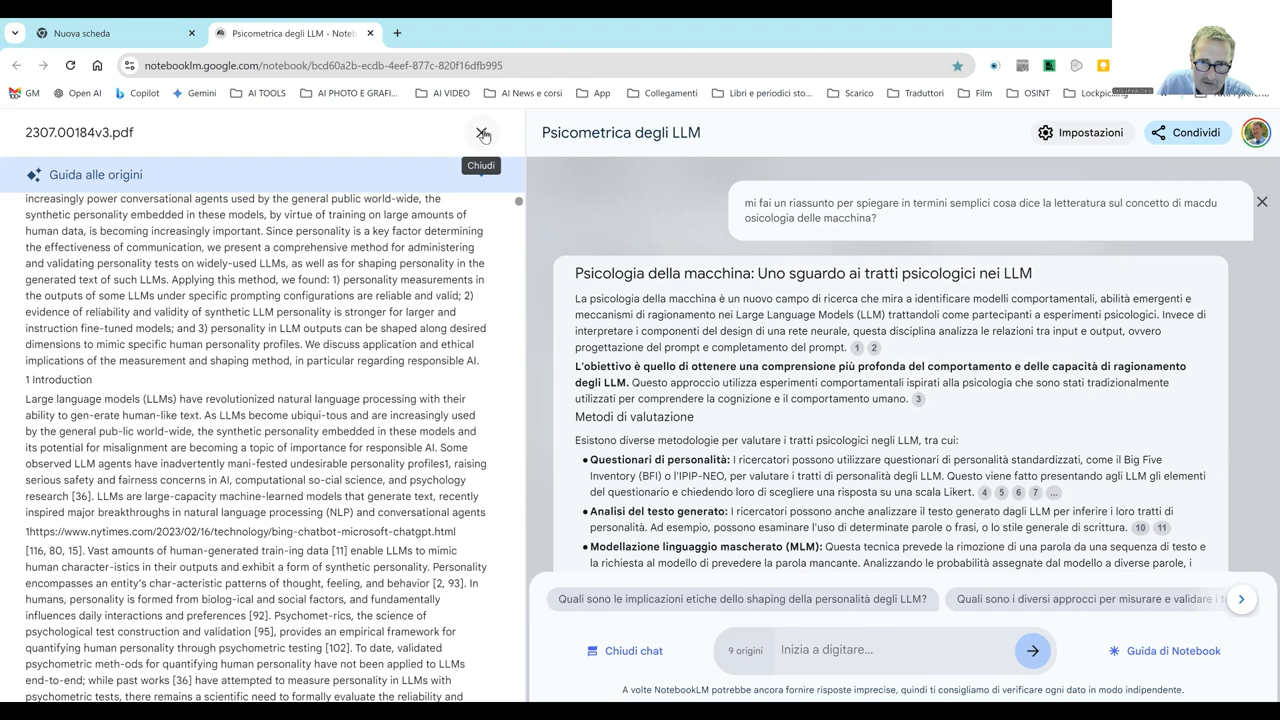 Nuova scheda
Psicometrica degli LLM - Noteb
notebooklm.google.com/notebook/bcd60a2b-ecdb-4eef-877c-820f16dfb995
GM
Open AI
Copilot
Gemini
AI TOOLS
AI PHOTO E GRAFI...
AI VIDEO
AI News e corsi
App
Collegamenti
Libri e periodici sto...
Scarico
Traduttori
Film
OSINT
Lockpicking
2307.00184v3.pdf
Chiudi
Guida alle origini
increasingly power conversational agents used by the general public world-wide, the
synthetic personality embedded in these models, by virtue of training on large amounts of
human data, is becoming increasingly important. Since personality is a key factor determining
the effectiveness of communication, we present a comprehensive method for administering
and validating personality tests on widely-used LLMs, as well as for shaping personality in the
generated text of such LLMs. Applying this method, we found: 1) personality measurements in
the outputs of some LLMs under specific prompting configurations are reliable and valid; 2)
evidence of reliability and validity of synthetic LLM personality is stronger for larger and
instruction fine-tuned models; and 3) personality in LLM outputs can be shaped along desired
dimensions to mimic specific human personality profiles. We discuss application and ethical
implications of the measurement and shaping method, in particular regarding responsible AI.
1 Introduction
Large language models (LLMs) have revolutionized natural language processing with their
ability to gen-erate human-like text. As LLMs become ubiqui-tous and are increasingly used
by the general pub-lic world-wide, the synthetic personality embedded in these models and
its potential for misalignment are becoming a topic of importance for responsible AI. Some
observed LLM agents have inadvertently mani-fested undesirable personality profiles1, raising
serious safety and fairness concerns in AI, computational so-cial science, and psychology
research [36]. LLMs are large-capacity machine-learned models that generate text, recently
inspired major breakthroughs in natural language processing (NLP) and conversational agents
1https://www.nytimes.com/2023/02/16/technology/bing-chatbot-microsoft-chatgpt.html
[116, 80, 15]. Vast amounts of human-generated train-ing data [11] enable LLMs to mimic
human character-istics in their outputs and exhibit a form of synthetic personality. Personality
encompasses an entity's char-acteristic patterns of thought, feeling, and behavior [2, 93]. In
humans, personality is formed from biolog-ical and social factors, and fundamentally
influences daily interactions and preferences [92]. Psychomet-rics, the science of
psychological test construction and validation [95], provides an empirical framework for
quantifying human personality through psychometric testing [102]. To date, validated
psychometric meth-ods for quantifying human personality have not been applied to LLMs
end-to-end; while past works [36] have attempted to measure personality in LLMs with
psychometric tests, there remains a scientific need to formally evaluate the reliability and
Psicometrica degli LLM
Impostazioni
Condividi
mi fai un riassunto per spiegare in termini semplici cosa dice la letteratura sul concetto di macdu
osicologia delle macchina?
Psicologia della macchina: Uno sguardo ai tratti psicologici nei LLM
La psicologia della macchina è un nuovo campo di ricerca che mira a identificare modelli comportamentali, abilità emergenti e
meccanismi di ragionamento nei Large Language Models (LLM) trattandoli come partecipanti a esperimenti psicologici. Invece di
interpretare i componenti del design di una rete neurale, questa disciplina analizza le relazioni tra input e output, ovvero
progettazione del prompt e completamento del prompt. 1 2
L'obiettivo è quello di ottenere una comprensione più profonda del comportamento e delle capacità di ragionamento
degli LLM. Questo approccio utilizza esperimenti comportamentali ispirati alla psicologia che sono stati tradizionalmente
utilizzati per comprendere la cognizione e il comportamento umano. 3
Metodi di valutazione
Esistono diverse metodologie per valutare i tratti psicologici negli LLM, tra cui:
• Questionari di personalità: I ricercatori possono utilizzare questionari di personalità standardizzati, come il Big Five
Inventory (BFI) o l'IPIP-NEO, per valutare i tratti di personalità degli LLM. Questo viene fatto presentando agli LLM gli elementi
del questionario e chiedendo loro di scegliere una risposta su una scala Likert. 4 5 6 7 ...
• Analisi del testo generato: I ricercatori possono anche analizzare il testo generato dagli LLM per inferire i loro tratti di
personalità. Ad esempio, possono esaminare l'uso di determinate parole o frasi, o lo stile generale di scrittura. 10 11
• Modellazione linguaggio mascherato (MLM): Questa tecnica prevede la rimozione di una parola da una sequenza di testo e
la richiesta al modello di prevedere la parola mancante. Analizzando le probabilità assegnate dal modello a diverse parole, i
Quali sono le implicazioni etiche dello shaping della personalità degli LLM?
Quali sono i diversi approcci per misurare e validare i
Chiudi chat
9 origini
Inizia a digitare...
Guida di Notebook
A volte NotebookLM potrebbe ancora fornire risposte imprecise, quindi ti consigliamo di verificare ogni dato in modo indipendente.